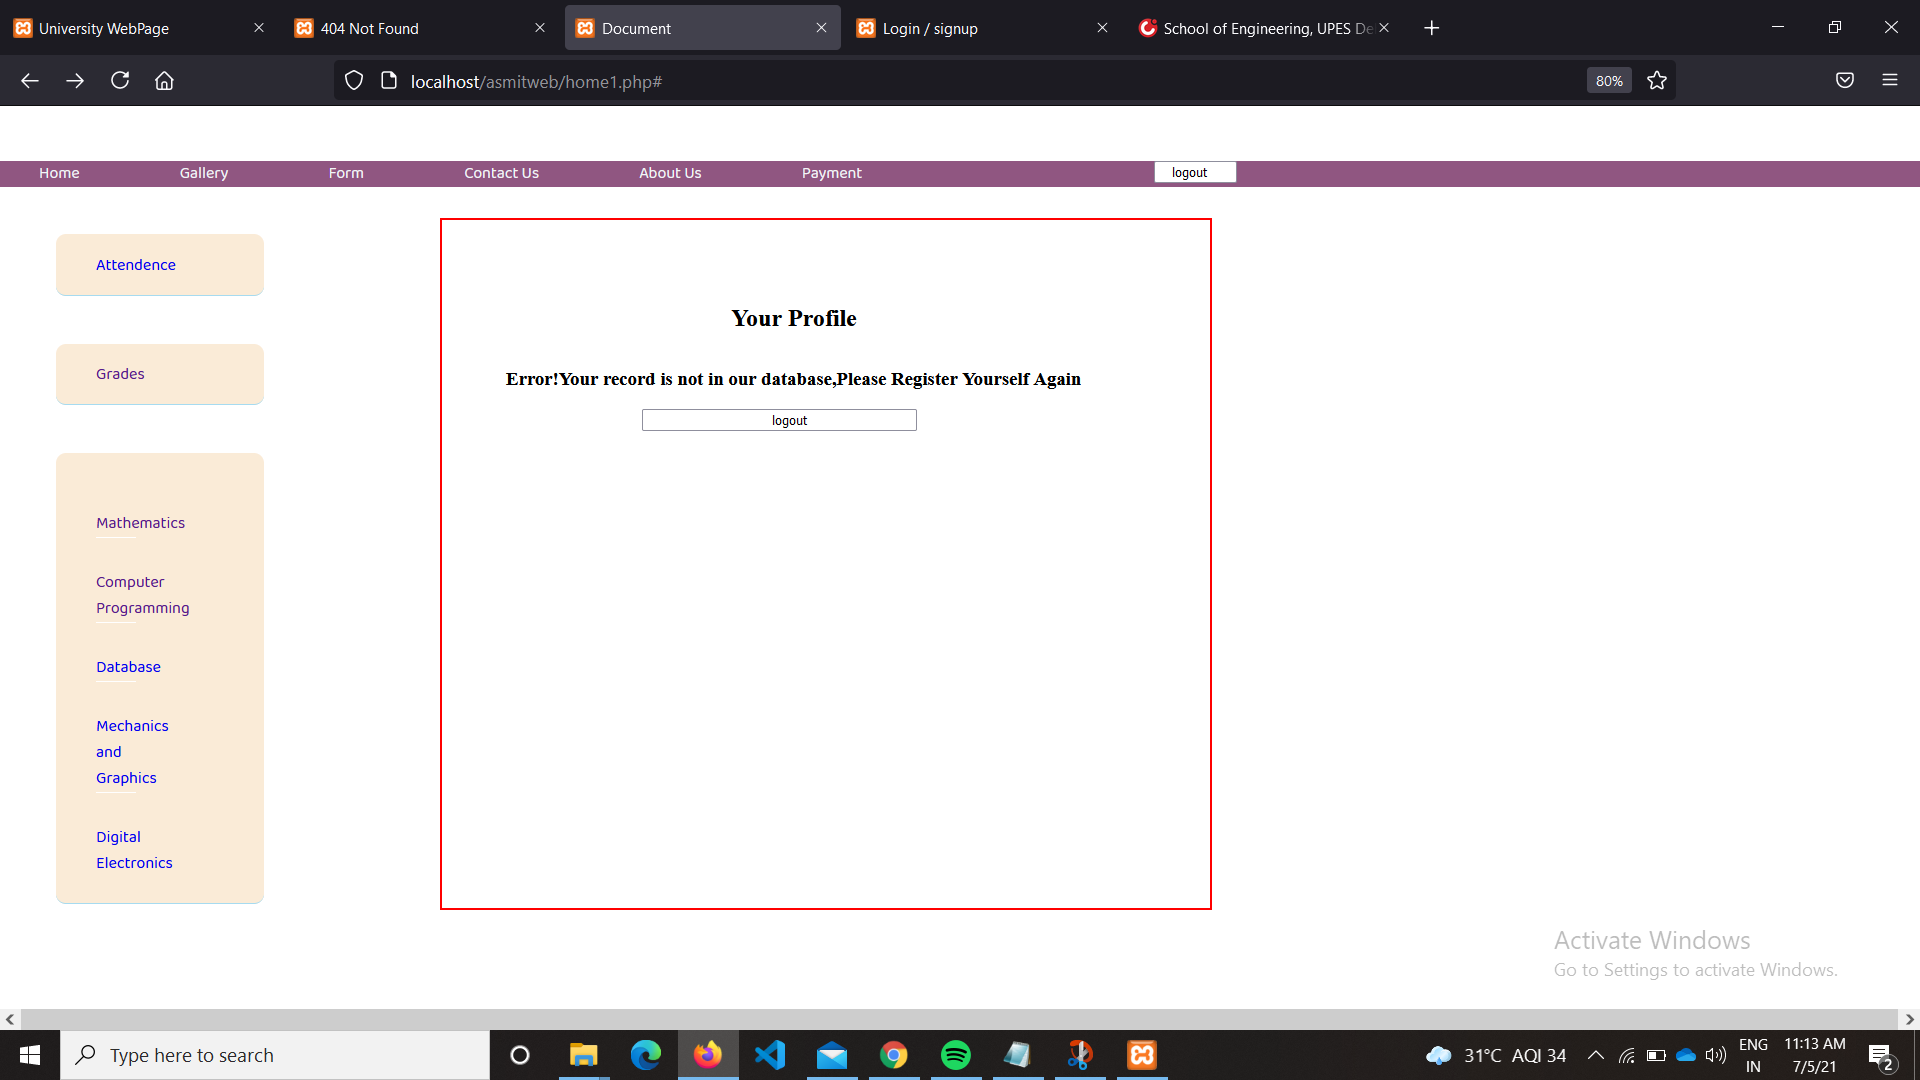 University WebPage
404 Not Found
Document
Login / signup
School of Engineering, UPES De
localhost/asmitweb/home1.php#
80%
Home
Gallery
Form
Contact Us
About Us
Payment
logout
Attendence
Grades
Mathematics
Computer
Programming
Database
Mechanics
and
Graphics
Digital
Electronics
Your Profile
Error!Your record is not in our database,Please Register Yourself Again
logout
Activate Windows
Go to Settings to activate Windows.
Type here to search
31°C AQI 34
ENG
IN
11:13 AM
7/5/21
2